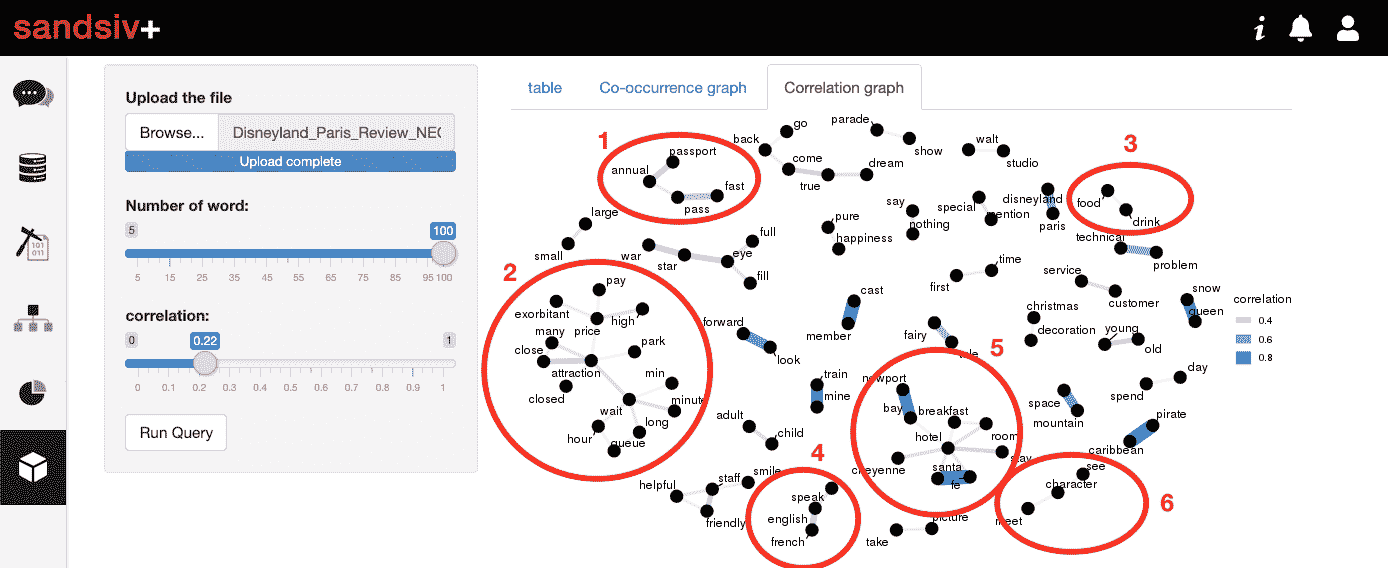 sandsiv+
i
Upload the file
Browse...
Disneyland_Paris_Review_NEC
Upload complete
Number of word:
5
100
5 15 25 35 45 55 65 75 85 95 100
correlation:
0
0.22
1
0 0.1 0.2 0.3 0.4 0.5 0.6 0.7 0.8 0.9 1
Run Query
table
Co-occurrence graph
Correlation graph
1
passport
annual
fast
pass
go
back
come
true
dream
parade
show
walt
studio
3
food
drink
disneyland
paris
say
nothing
special
mention
pure
happiness
technical
problem
large
small
war
star
eye
full
fill
2
pay
exorbitant
high
many
price
close
park
attraction
closed
min
minute
wait
long
hour
queue
cast
member
forward
look
first
time
service
customer
christmas
decoration
young
old
snow
queen
correlation
0.4
0.6
0.8
fairy
tale
5
newport
bay
breakfast
hotel
room
stay
cheyenne
santa
fe
train
mine
adult
child
space
mountain
spend
day
pirate
caribbean
4
speak
english
french
helpful
staff
smile
friendly
take
picture
see
character
meet
6